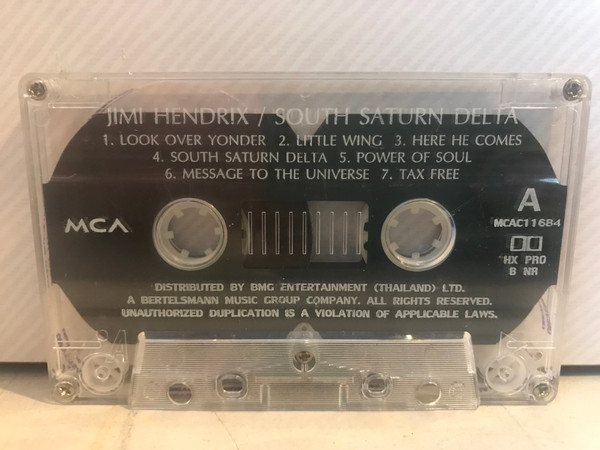 JIMI HENDRIX / SOUTH SATURN DELTA
1. LOOK OVER YONDER 2. LITTLE WING 3. HERE HE COMES
4. SOUTH SATURN DELTA 5. POWER OF SOUL
6. MESSAGE TO THE UNIVERSE 7. TAX FREE
MCA
A
MCAC11684
HX PRO
B NR
DISTRIBUTED BY BMG ENTERTAINMENT (THAILAND) LTD.
A BERTELSMANN MUSIC GROUP COMPANY. ALL RIGHTS RESERVED.
UNAUTHORIZED DUPLICATION IS A VIOLATION OF APPLICABLE LAWS.